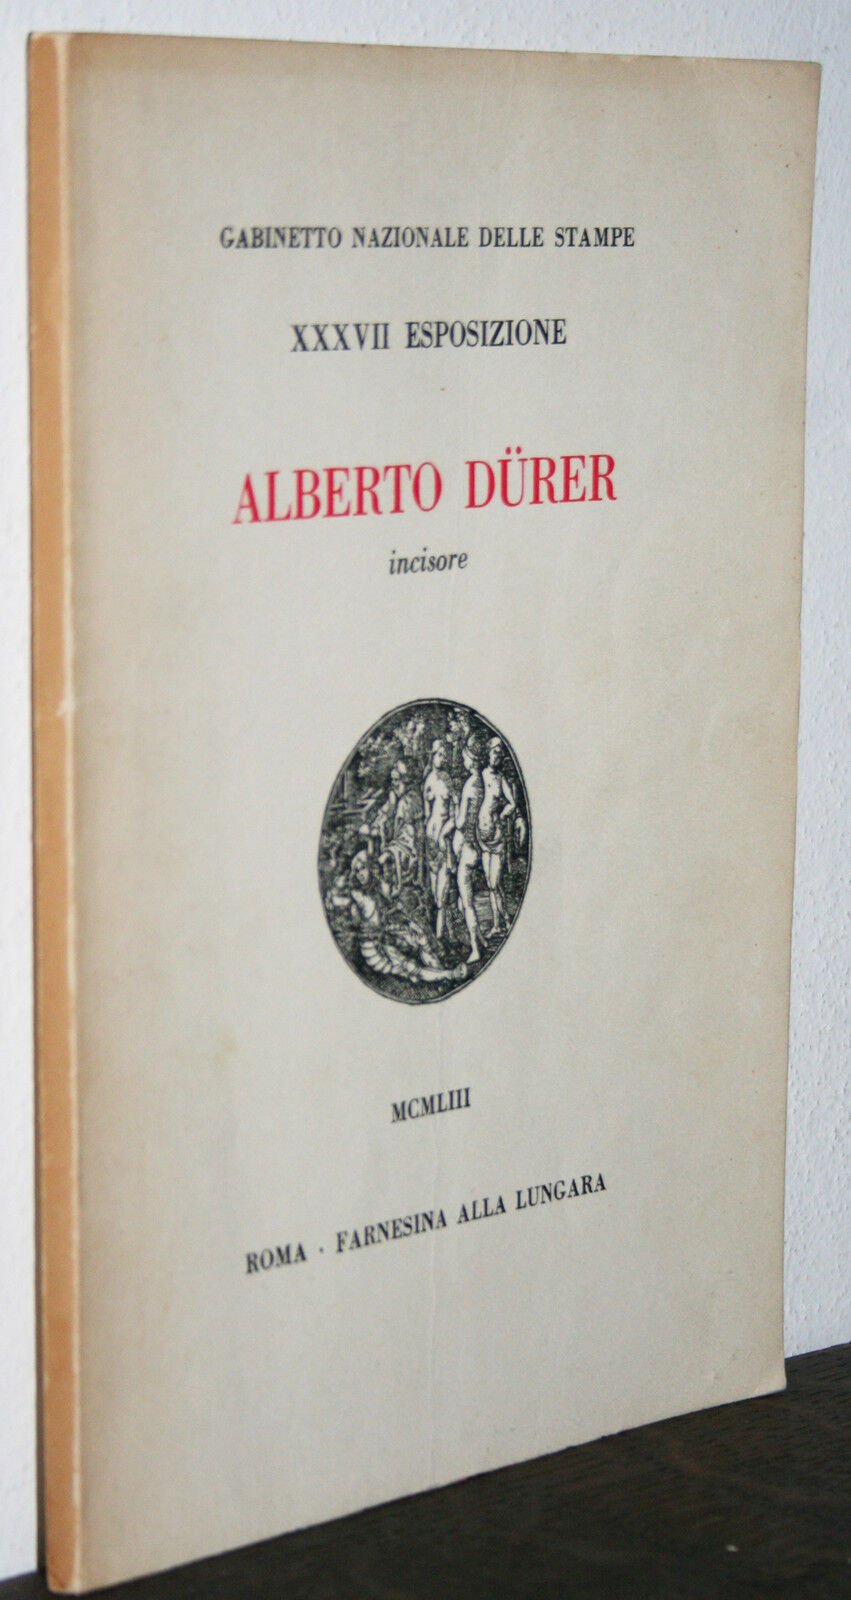 GABINETTO NAZIONALE DELLE STAMPE
XXXVII ESPOSIZIONE
ALBERTO DÜRER
incisore
MCMLIII
ROMA · FARNESINA ALLA LUNGARA